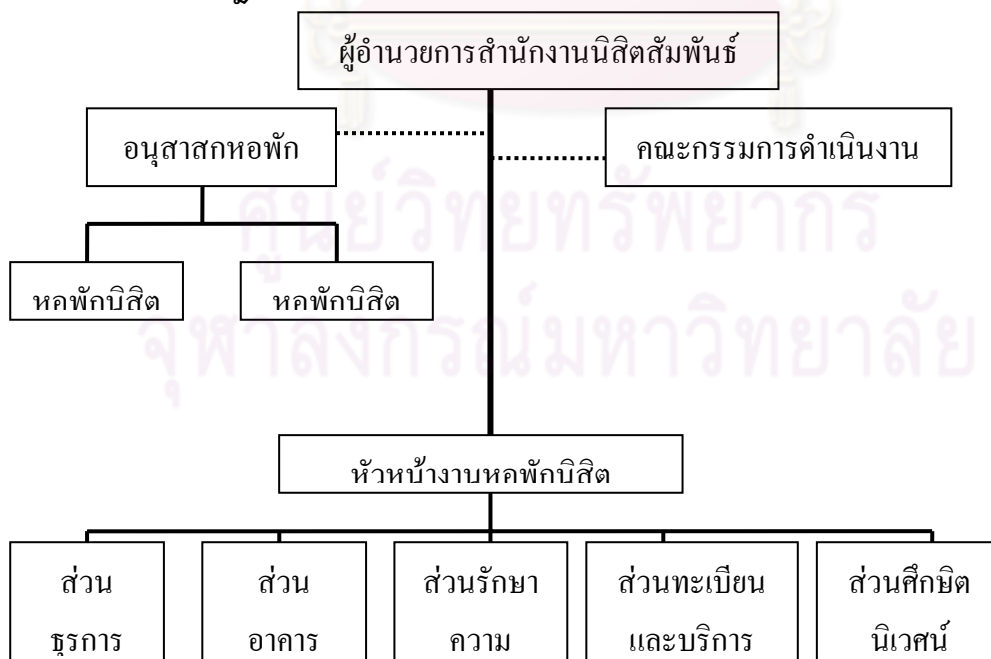 ผู้อำนวยการสำนักงานนิสิตสัมพันธ์
อนุสาสกหอพัก
คณะกรรมการดำเนินงาน
ศูนย์วิทยทรัพยากร
หอพักบิสิต
หอพักบิสิต
จุฬาลงกรณ์มหาวิทยาลัย
หัวหบ้างาบหอพักบิสิต
ส่วน
ธุรการ
ส่วน
อาคาร
ส่วนรักษา
ความ
ส่วนทะเบียน
และบริการ
ส่วนศึกษิต
นิเวศน์